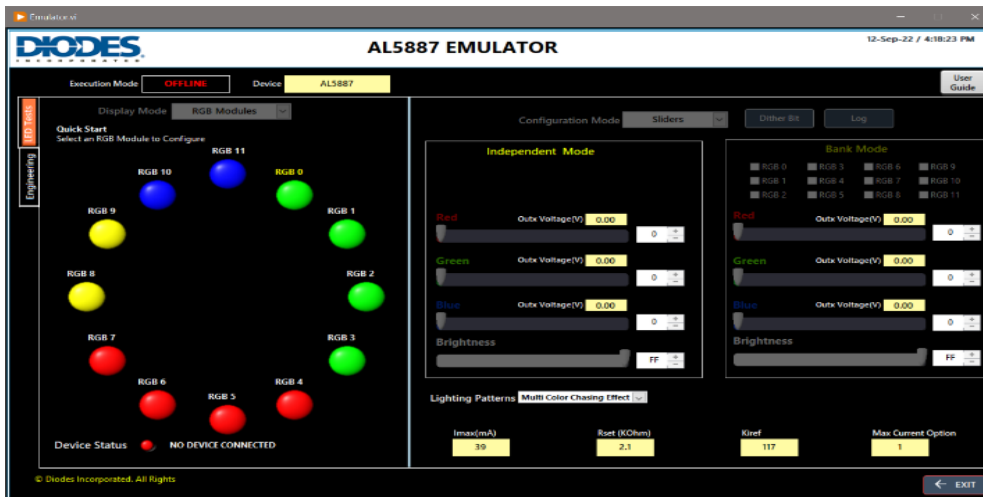 Emulator.vi
DIODES
INCORPORATED
AL5887 EMULATOR
12-Sep-22 / 4:18:23 PM
Execution Mode OFFLINE Device AL5887
User
Guide
LED Tests
Engineering
Display Mode RGB Modules
Quick Start
Select an RGB Module to Configure
RGB 11
RGB 10 RGB 0
RGB 9 RGB 1
RGB 8 RGB 2
RGB 7 RGB 3
RGB 6 RGB 5 RGB 4
Device Status NO DEVICE CONNECTED
Configuration Mode Sliders Dither Bit Log
Independent Mode
Red Outx Voltage(V) 0.00
0
Green Outx Voltage(V) 0.00
0
Blue Outx Voltage(V) 0.00
0
Brightness
FF
Bank Mode
RGB 0 RGB 3 RGB 6 RGB 9
RGB 1 RGB 4 RGB 7 RGB 10
RGB 2 RGB 5 RGB 8 RGB 11
Red Outx Voltage(V) 0.00
0
Green Outx Voltage(V) 0.00
0
Blue Outx Voltage(V) 0.00
0
Brightness
FF
Lighting Patterns Multi Color Chasing Effect
Imax(mA) Rset (KOhm) Kiref Max Current Option
39 2.1 117 1
© Diodes Incorporated. All Rights
EXIT